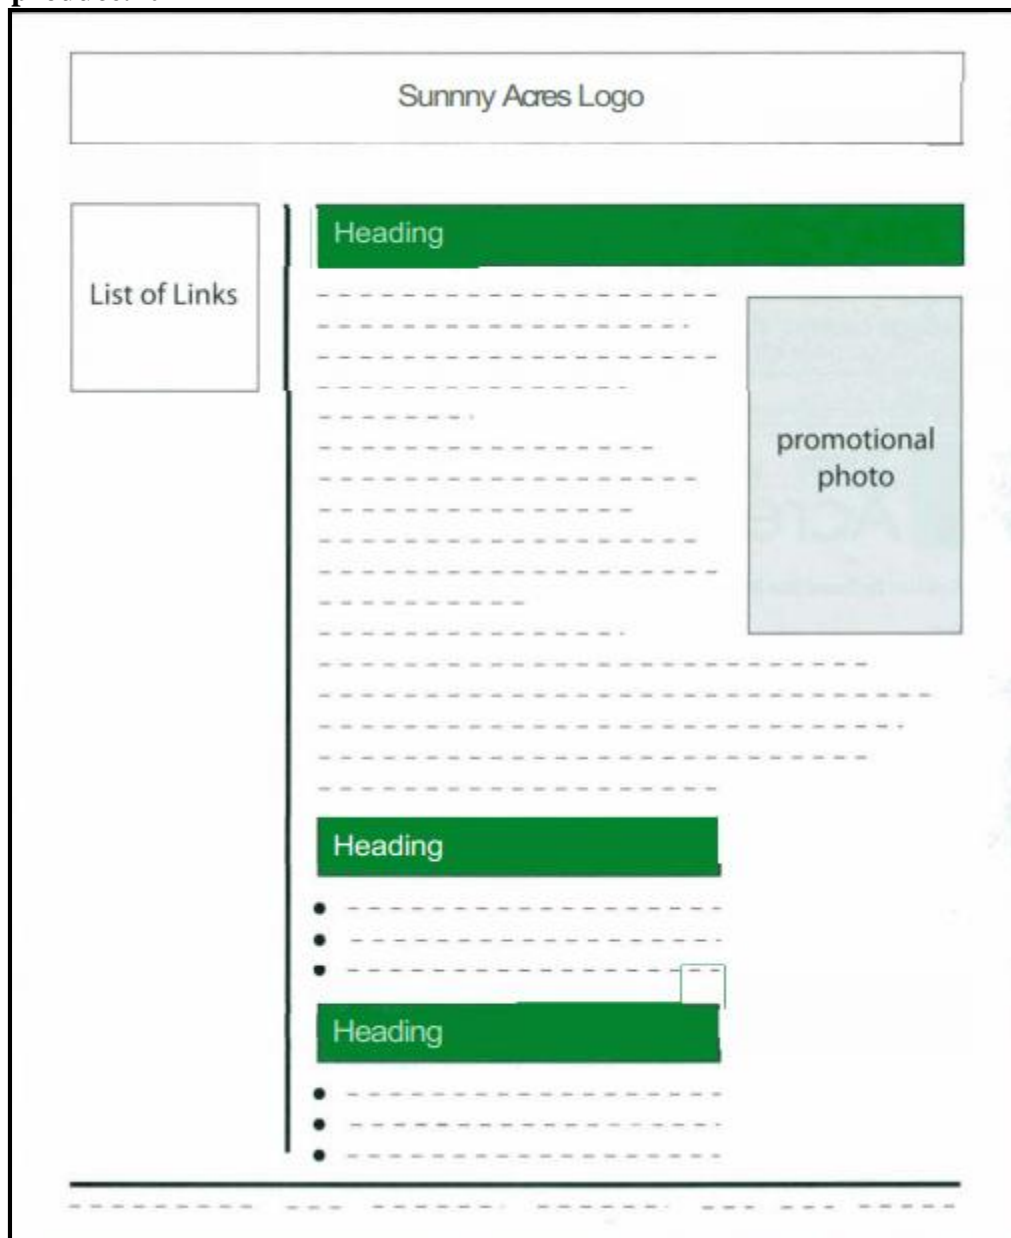 Sunnny Acres Logo
Heading
List of Links
promotional
photo
Heading
Heading